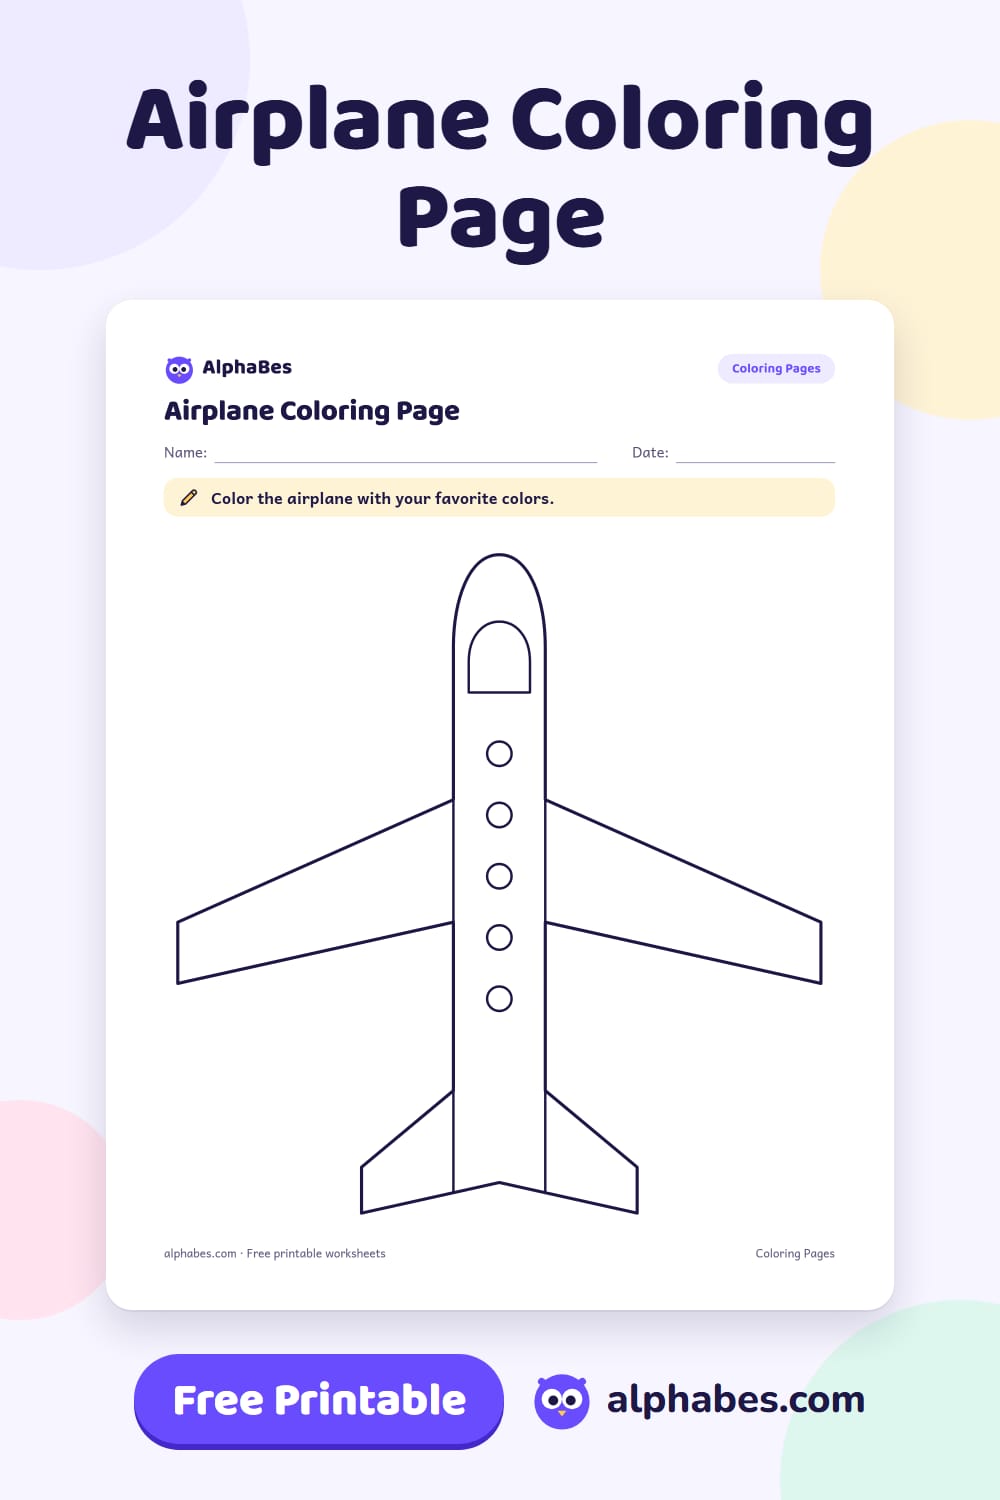 Airplane Coloring
Page
AlphaBes
Coloring Pages
Airplane Coloring Page
Name:
Date:
Color the airplane with your favorite colors.
alphabes.com · Free printable worksheets
Coloring Pages
Free Printable
alphabes.com